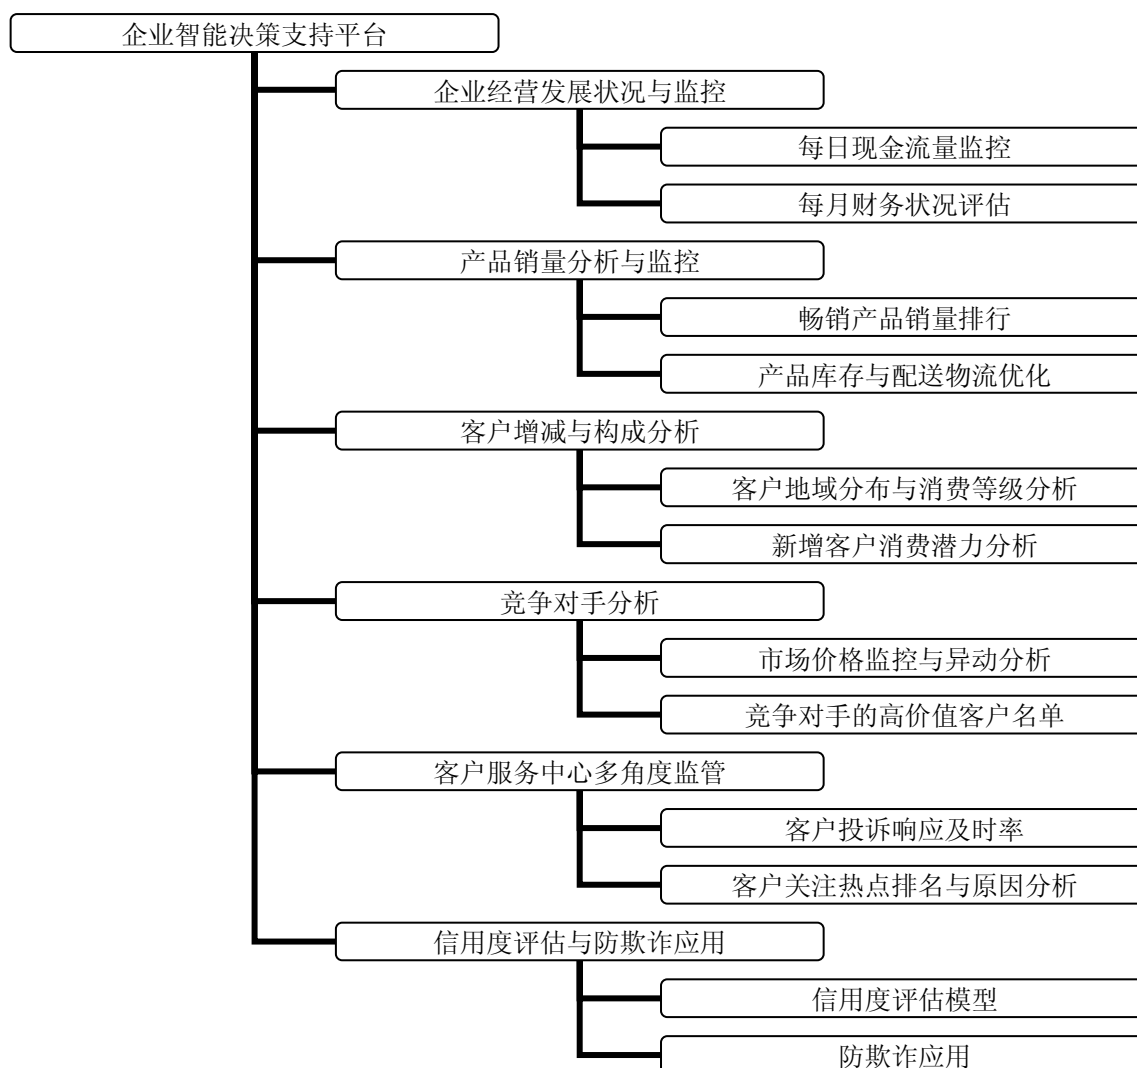 企业智能决策支持平台
企业经营发展状况与监控
每日现金流量监控
每月财务状况评估
产品销量分析与监控
畅销产品销量排行
产品库存与配送物流优化
客户增减与构成分析
客户地域分布与消费等级分析
新增客户消费潜力分析
竞争对手分析
市场价格监控与异动分析
竞争对手的高价值客户名单
客户服务中心多角度监管
客户投诉响应及时率
客户关注热点排名与原因分析
信用度评估与防欺诈应用
信用度评估模型
防欺诈应用